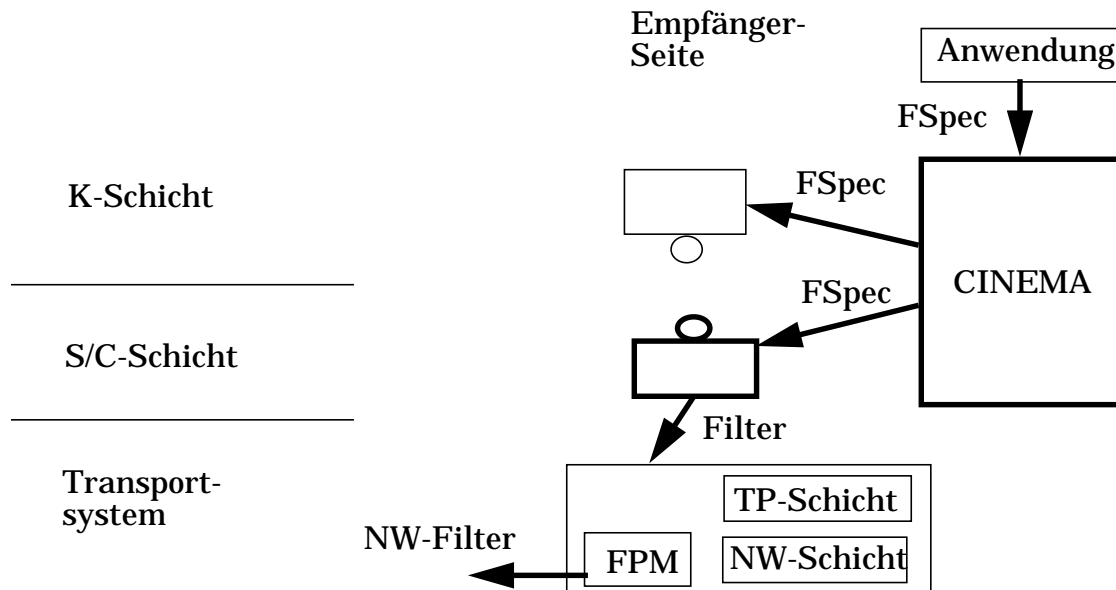 Empfänger-
Seite
Anwendung
FSpec
K-Schicht
FSpec
CINEMA
FSpec
S/C-Schicht
Filter
Transport-
system
TP-Schicht
NW-Filter
FPM
NW-Schicht